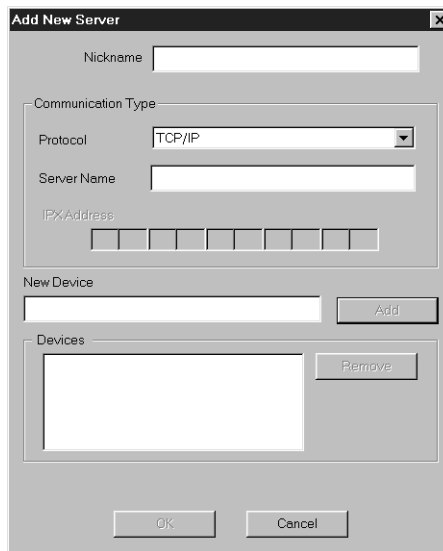 Add New Server
Nickname
Communication Type
Protocol TCP/IP
Server Name
IPX Address
New Device
Add
Devices
Remove
OK Cancel